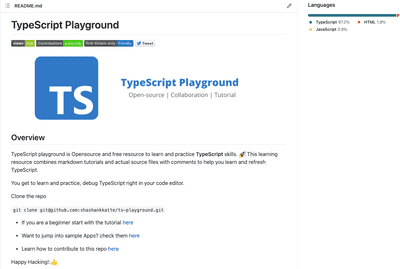 README.md
TypeScript Playground
views 703 Contributions welcome first-timers-only friendly Tweet
TS
TypeScript Playground
Open-source | Collaboration | Tutorial
Overview
TypeScript playground is Opensource and free resource to learn and practice TypeScript skills. 🚀 This learning
resource combines markdown tutorials and actual source files with comments to help you learn and refresh
TypeScript.
You get to learn and practice, debug TypeScript right in your code editor.
Clone the repo
git clone git@github.com:shashankkatte/ts-playground.git
If you are a beginner start with the tutorial here
Want to jump into sample Apps? check them here
Learn how to contribute to this repo here
Happy Hacking!! 👍
Languages
TypeScript 97.2% HTML 1.9%
JavaScript 0.9%